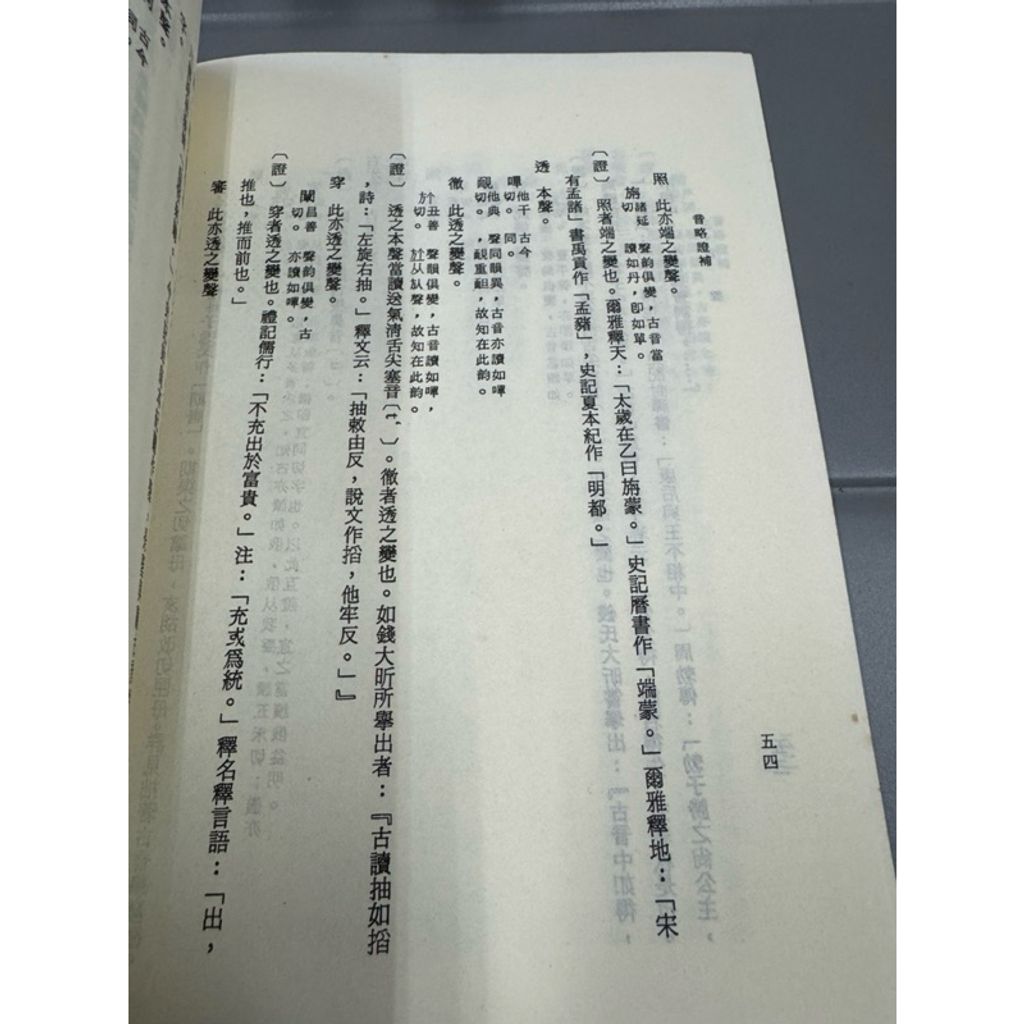 音略證補
五四
照　此亦端之變聲。
旃諸延切。　聲韵俱變，古音當讀如丹，卽如單。
〔證〕照者端之變也。爾雅釋天：「太歲在乙曰旃蒙。」史記曆書作「端蒙。」爾雅釋地：「宋
有孟諸」書禹貢作「孟豬」，史記夏本紀作「明都。」
透　本聲。
嘽他干切。　古今同。
覥他典切。　聲同韻異，古音亦讀如嘽，覥重靦，故知在此韵。
徹　此透之變聲。
㫃丑善切。　聲韻俱變，古音讀如嘽，㫃从㫃聲，故知在此韵。
〔證〕透之本聲當讀送氣清舌尖塞音〔t‘〕。徹者透之變也。如錢大昕所舉出者：『古讀抽如搯
，詩：「左旋右抽。」釋文云：「抽敕由反，說文作搯，他牢反。」』
穿　此亦透之變聲。
闡昌善切。　聲韵俱變，古亦讀如嘽。
〔證〕穿者透之變也。禮記儒行：「不充出於富貴。」注：「充或爲統。」釋名釋言語：「出，
推也，推而前也。」
審　此亦透之變聲